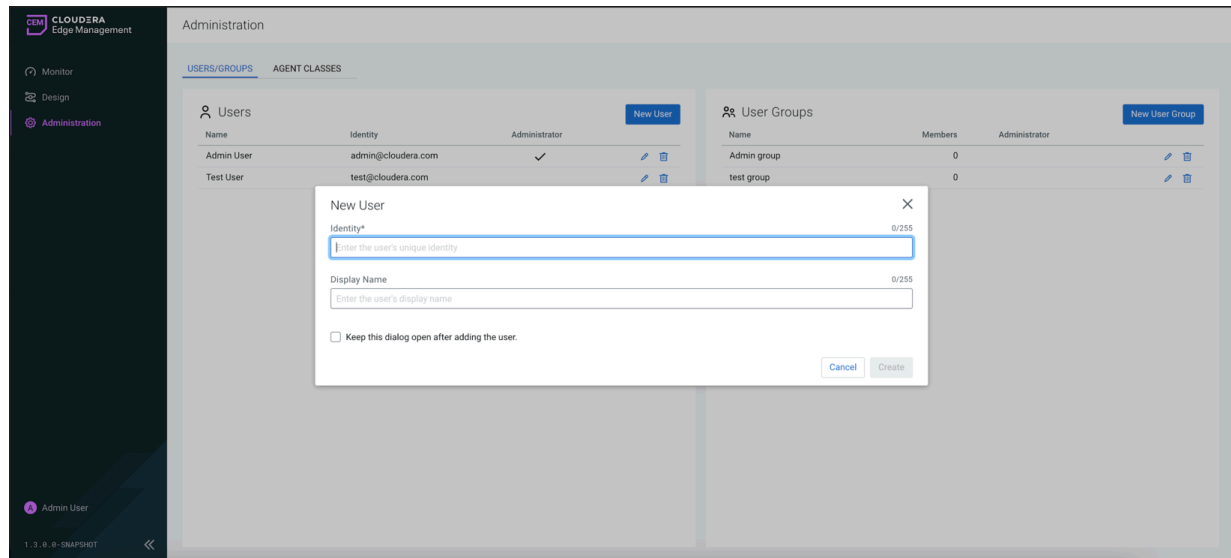 CEM CLOUDERA
Edge Management
Administration
Monitor
Design
Administration
USERS/GROUPS AGENT CLASSES
Users New User
Name Identity Administrator
Admin User admin@cloudera.com
Test User test@cloudera.com
User Groups New User Group
Name Members Administrator
Admin group 0
test group 0
New User
Identity* 0/255
Enter the user's unique identity
Display Name 0/255
Enter the user's display name
Keep this dialog open after adding the user.
Cancel Create
A Admin User
1.3.0.0-SNAPSHOT